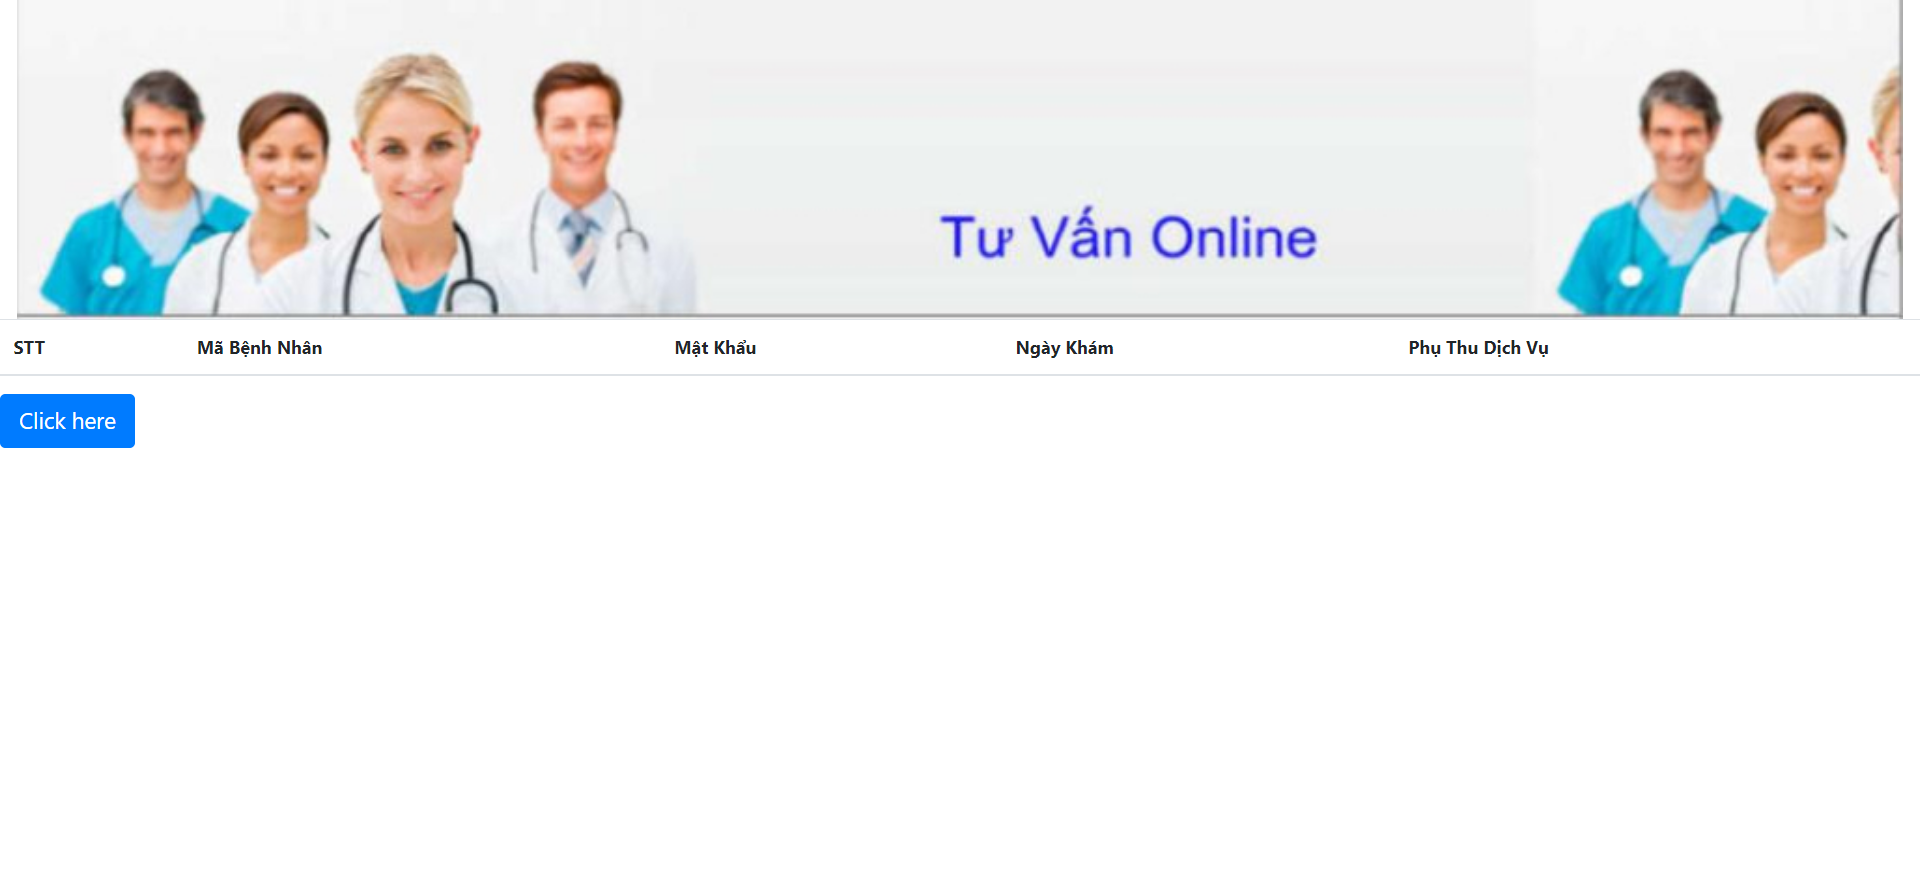 Tư Vấn Online
STT Mã Bệnh Nhân Mật Khẩu Ngày Khám Phụ Thu Dịch Vụ
Click here